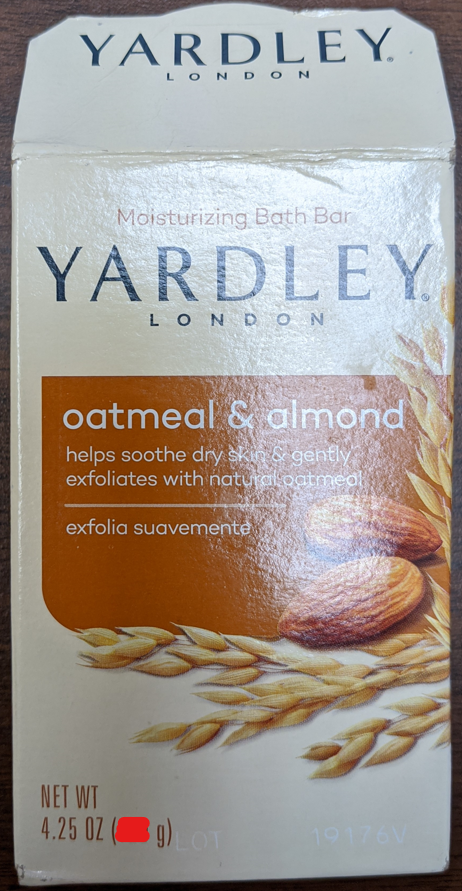 YARDLEY®
LONDON
Moisturizing Bath Bar
YARDLEY®
LONDON
oatmeal & almond
helps soothe dry skin & gently
exfoliates with natural oatmeal
exfolia suavemente
NET WT
4.25 OZ ( g)
LOT 19176V